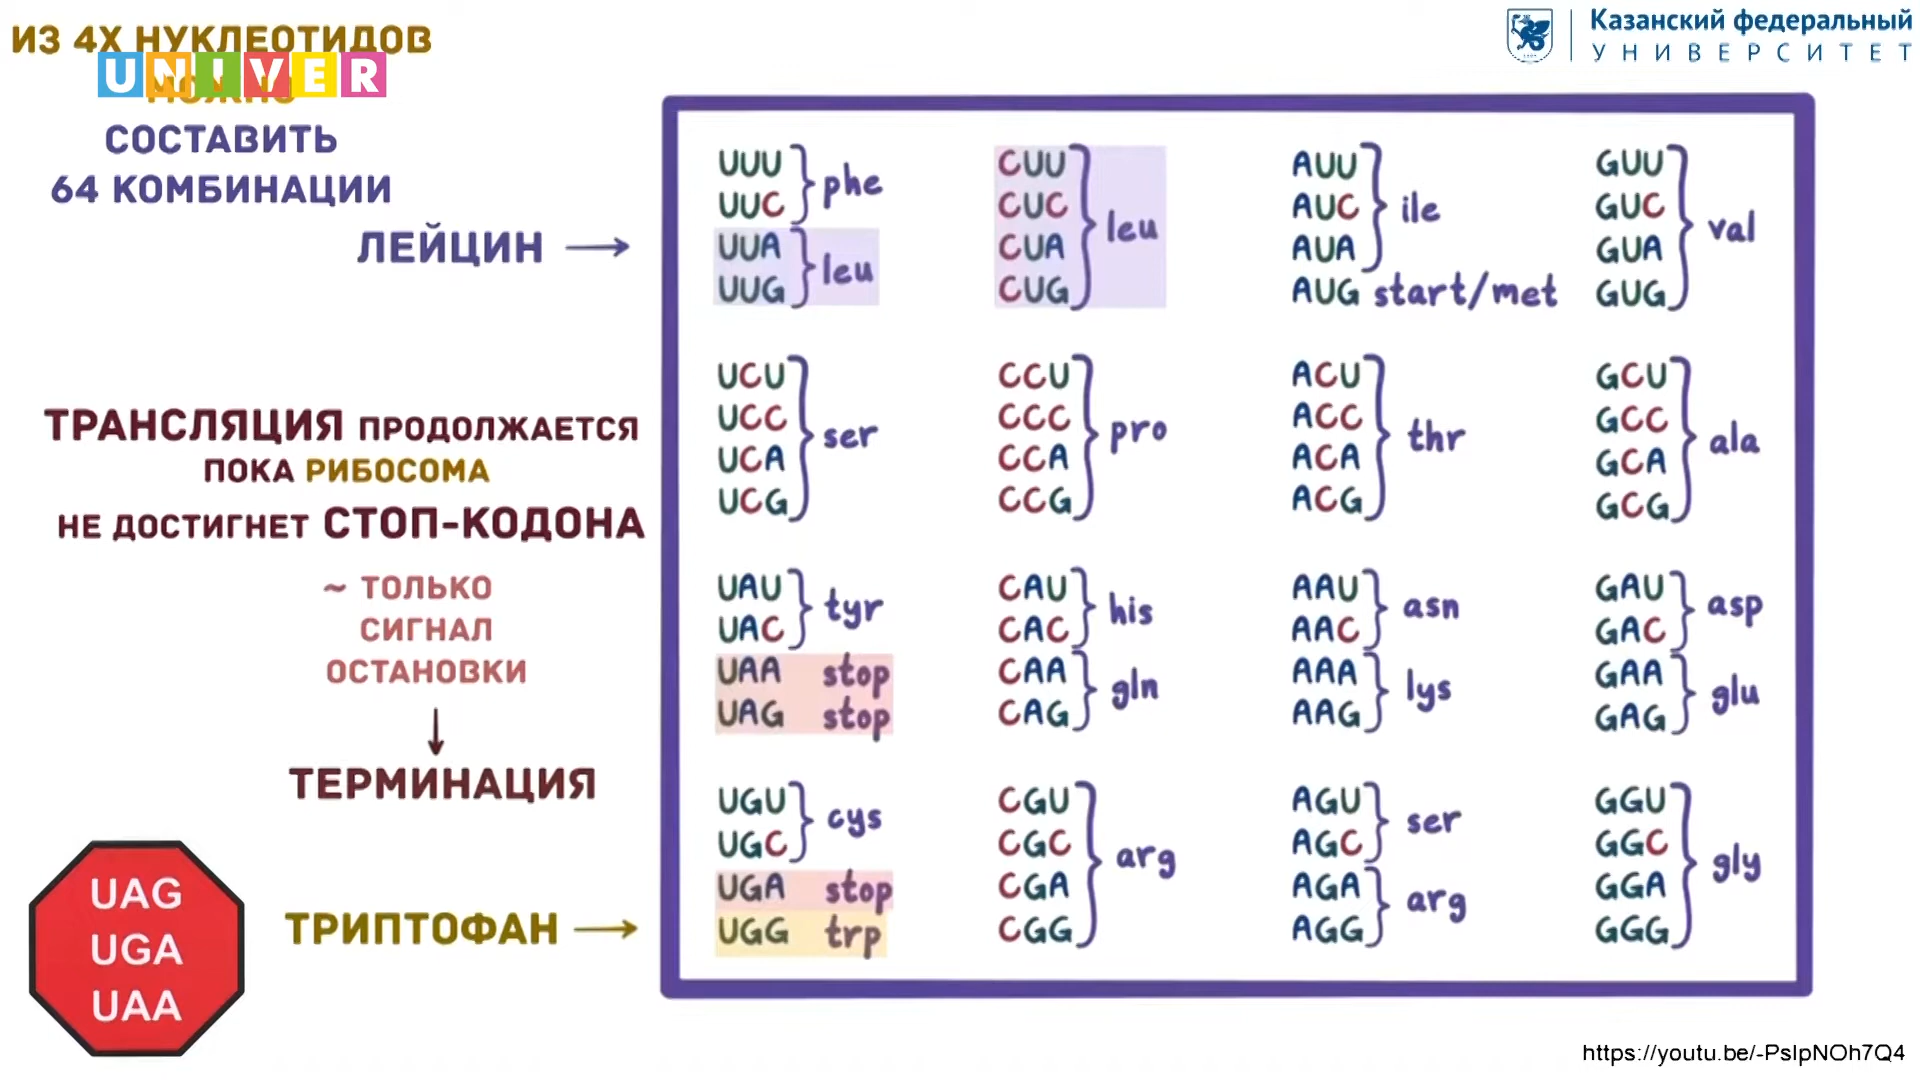 ИЗ 4Х НУКЛЕОТИДОВ
UNIVER
МОЖНО
СОСТАВИТЬ
64 КОМБИНАЦИИ
ЛЕЙЦИН →
ТРАНСЛЯЦИЯ ПРОДОЛЖАЕТСЯ
ПОКА РИБОСОМА
НЕ ДОСТИГНЕТ СТОП-КОДОНА
~ ТОЛЬКО
СИГНАЛ
ОСТАНОВКИ
↓
ТЕРМИНАЦИЯ
ТРИПТОФАН →
UAG
UGA
UAA
Казанский федеральный
УНИВЕРСИТЕТ
UUU
UUC
phe
UUA
UUG
leu
CUU
CUC
CUA
CUG
leu
AUU
AUC
AUA
ile
AUG start/met
GUU
GUC
GUA
GUG
val
UCU
UCC
UCA
UCG
ser
CCU
CCC
CCA
CCG
pro
ACU
ACC
ACA
ACG
thr
GCU
GCC
GCA
GCG
ala
UAU
UAC
tyr
UAA stop
UAG stop
CAU
CAC
his
CAA
CAG
gln
AAU
AAC
asn
AAA
AAG
lys
GAU
GAC
asp
GAA
GAG
glu
UGU
UGC
cys
UGA stop
UGG trp
CGU
CGC
CGA
CGG
arg
AGU
AGC
ser
AGA
AGG
arg
GGU
GGC
GGA
GGG
gly
https://youtu.be/-PsIpNOh7Q4